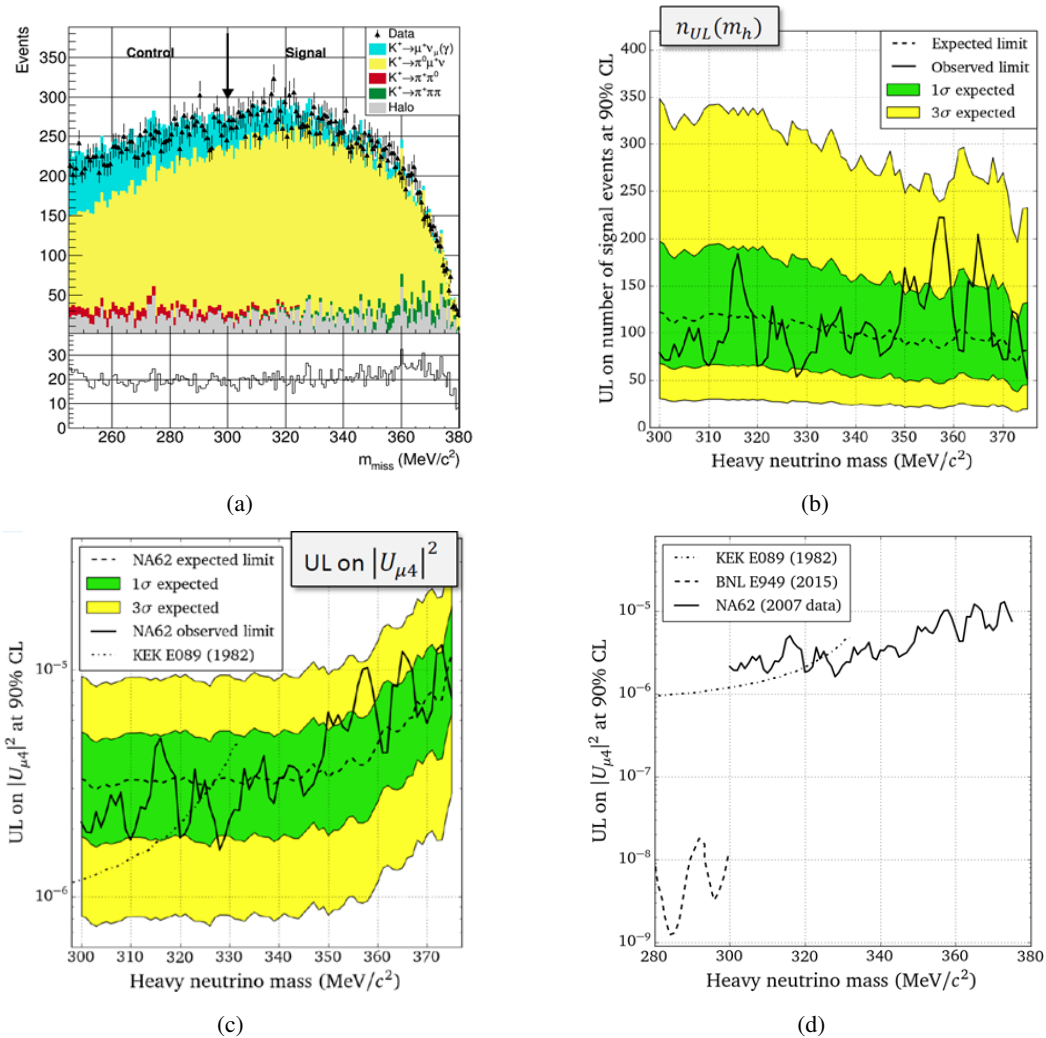 Events
400
350
300
250
200
150
100
50
30
20
10
0
Control
Signal
Data
K⁺→μ⁺ν_μ(γ)
K⁺→π⁰μ⁺ν
K⁺→π⁺π⁰
K⁺→π⁺ππ
Halo
260 280 300 320 340 360 380
m_miss (MeV/c²)
(a)
n_UL(m_h)
UL on number of signal events at 90% CL
400
350
300
250
200
150
100
50
0
Expected limit
Observed limit
1σ expected
3σ expected
300 310 320 330 340 350 360 370
Heavy neutrino mass (MeV/c²)
(b)
UL on |U_μ4|²
UL on |U_μ4|² at 90% CL
NA62 expected limit
1σ expected
3σ expected
NA62 observed limit
KEK E089 (1982)
10⁻⁵
10⁻⁶
300 310 320 330 340 350 360 370
Heavy neutrino mass (MeV/c²)
(c)
UL on |U_μ4|² at 90% CL
KEK E089 (1982)
BNL E949 (2015)
NA62 (2007 data)
10⁻⁵
10⁻⁶
10⁻⁷
10⁻⁸
10⁻⁹
280 300 320 340 360 380
Heavy neutrino mass (MeV/c²)
(d)